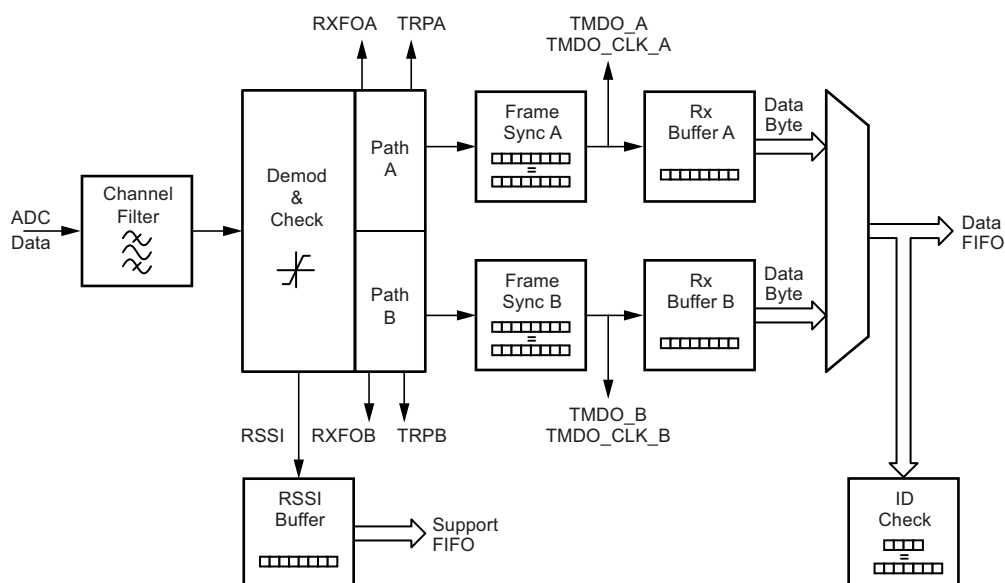 RXFOA
TRPA
TMDO_A
TMDO_CLK_A
ADC
Data
Channel
Filter
Demod
&
Check
Path
A
Path
B
Frame
Sync A
=
Rx
Buffer A
Data
Byte
Frame
Sync B
=
Rx
Buffer B
Data
Byte
Data
FIFO
RSSI
RXFOB
TRPB
TMDO_B
TMDO_CLK_B
RSSI
Buffer
Support
FIFO
ID
Check
=